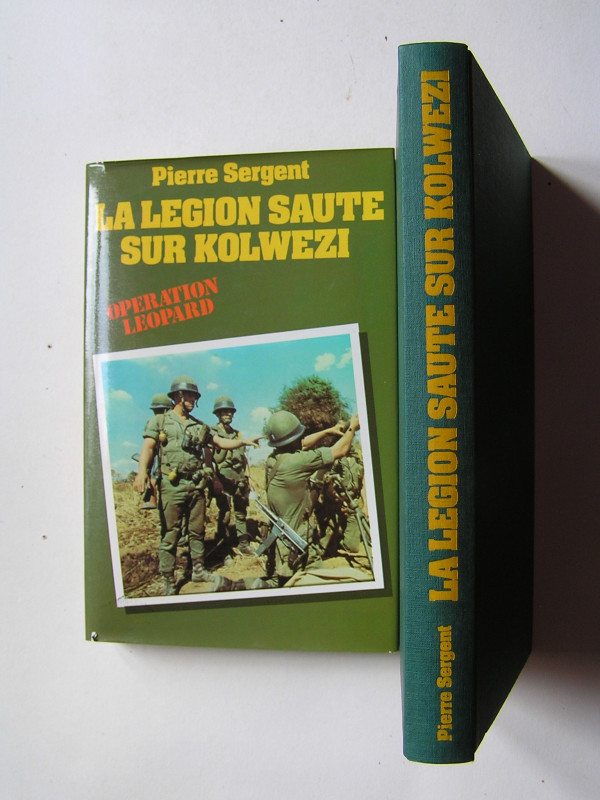 Pierre Sergent
LA LEGION SAUTE
SUR KOLWEZI
OPERATION
LEOPARD
Pierre Sergent LA LEGION SAUTE SUR KOLWEZI